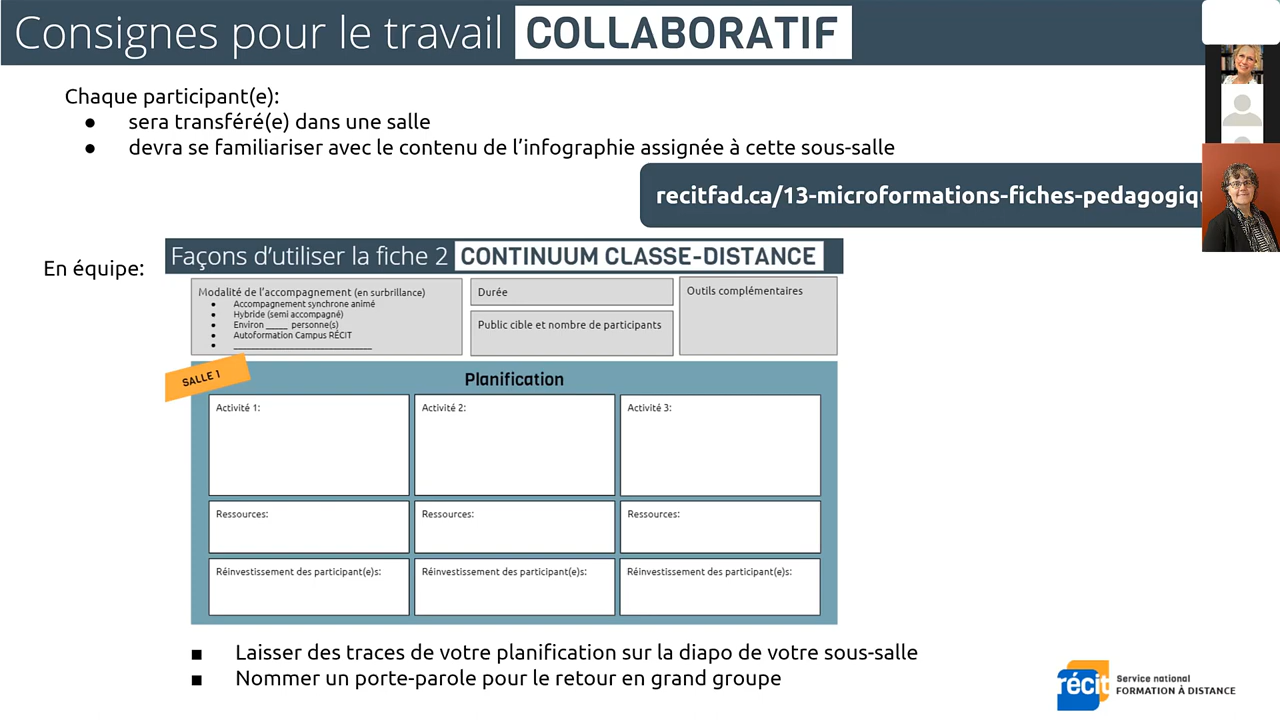 Consignes pour le travail COLLABORATIF
Chaque participant(e):
● sera transféré(e) dans une salle
● devra se familiariser avec le contenu de l'infographie assignée à cette sous-salle
recitfad.ca/13-microformations-fiches-pedagogiq
En équipe:
Façons d'utiliser la fiche 2 CONTINUUM CLASSE-DISTANCE
Modalité de l'accompagnement (en surbrillance)
● Accompagnement synchrone animé
● Hybride (semi accompagné)
● Environ _____ personne(s)
● Autoformation Campus RÉCIT
● ______________________________
Durée
Public cible et nombre de participants
Outils complémentaires
SALLE 1
Planification
Activité 1:
Activité 2:
Activité 3:
Ressources:
Ressources:
Ressources:
Réinvestissement des participant(e)s:
Réinvestissement des participant(e)s:
Réinvestissement des participant(e)s:
■ Laisser des traces de votre planification sur la diapo de votre sous-salle
■ Nommer un porte-parole pour le retour en grand groupe
récit
Service national
FORMATION À DISTANCE